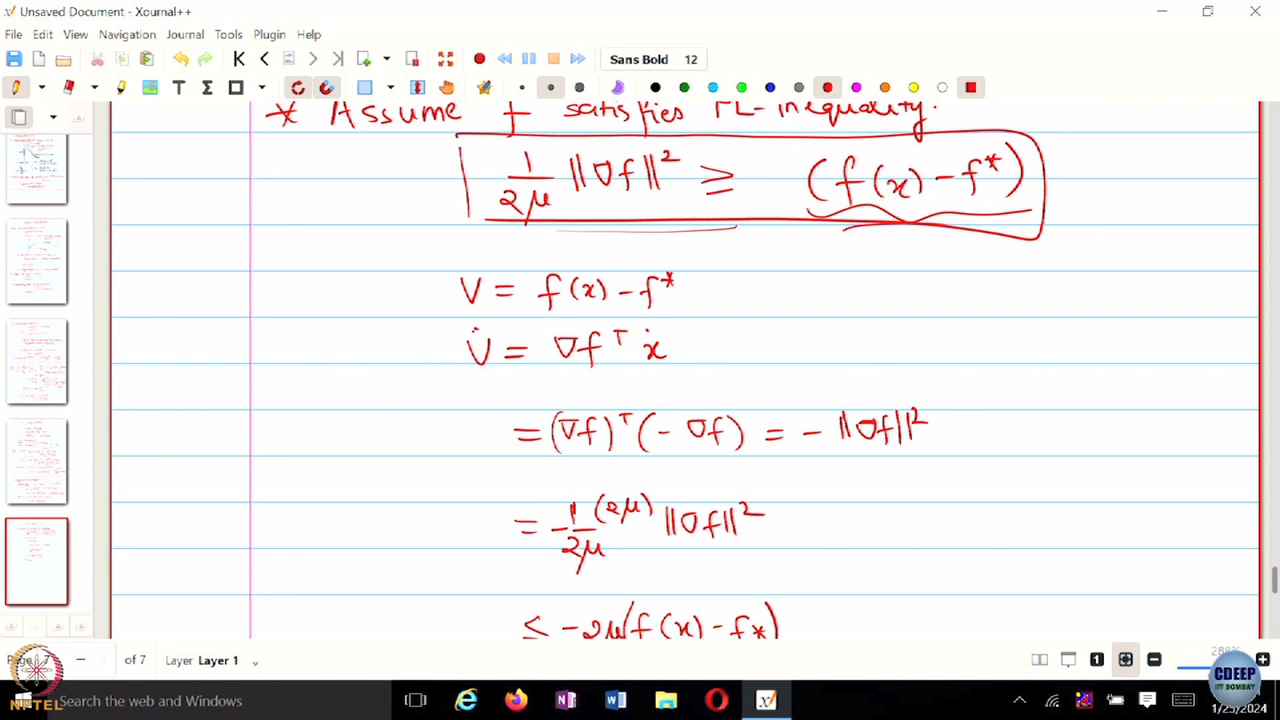 Unsaved Document - Xournal++
File Edit View Navigation Journal Tools Plugin Help
Sans Bold 12
* Assume f satisfies PL-inequality.
1/2μ ‖∇f‖² ≥ (f(x) - f*)
V = f(x) - f*
V̇ = ∇fᵀ ẋ
= (∇f)ᵀ(-∇f) = -‖∇f‖²
= -1/2μ (2μ) ‖∇f‖²
≤ -2μ(f(x) - f*)
Page 7 of 7 Layer Layer 1
288%
Search the web and Windows
NPTEL
CDEEP
IIT BOMBAY
1/25/2024